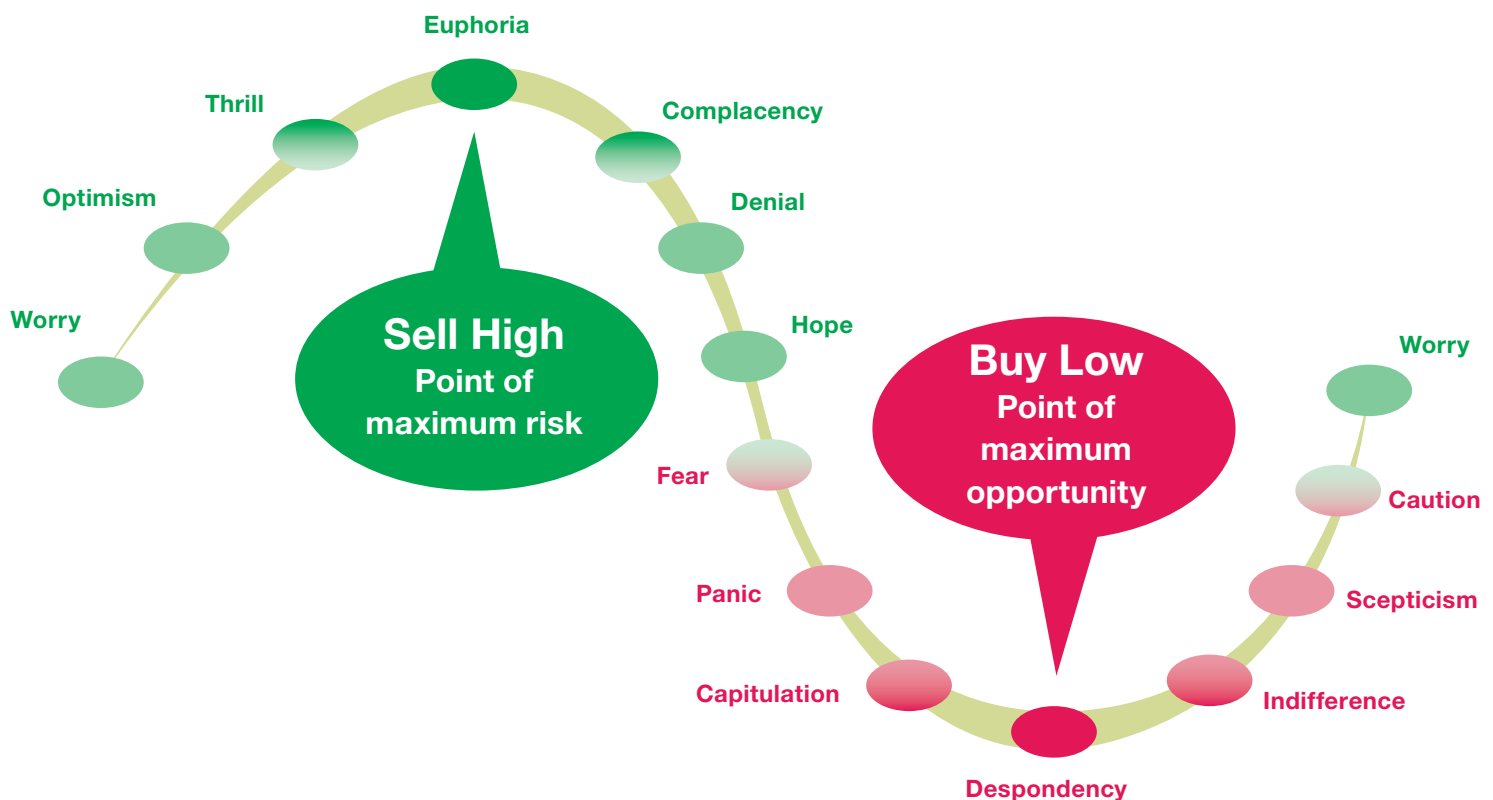 Euphoria
Thrill
Complacency
Optimism
Denial
Worry
Hope
Sell High
Point of
maximum risk
Buy Low
Point of
maximum
opportunity
Worry
Fear
Caution
Panic
Scepticism
Capitulation
Indifference
Despondency